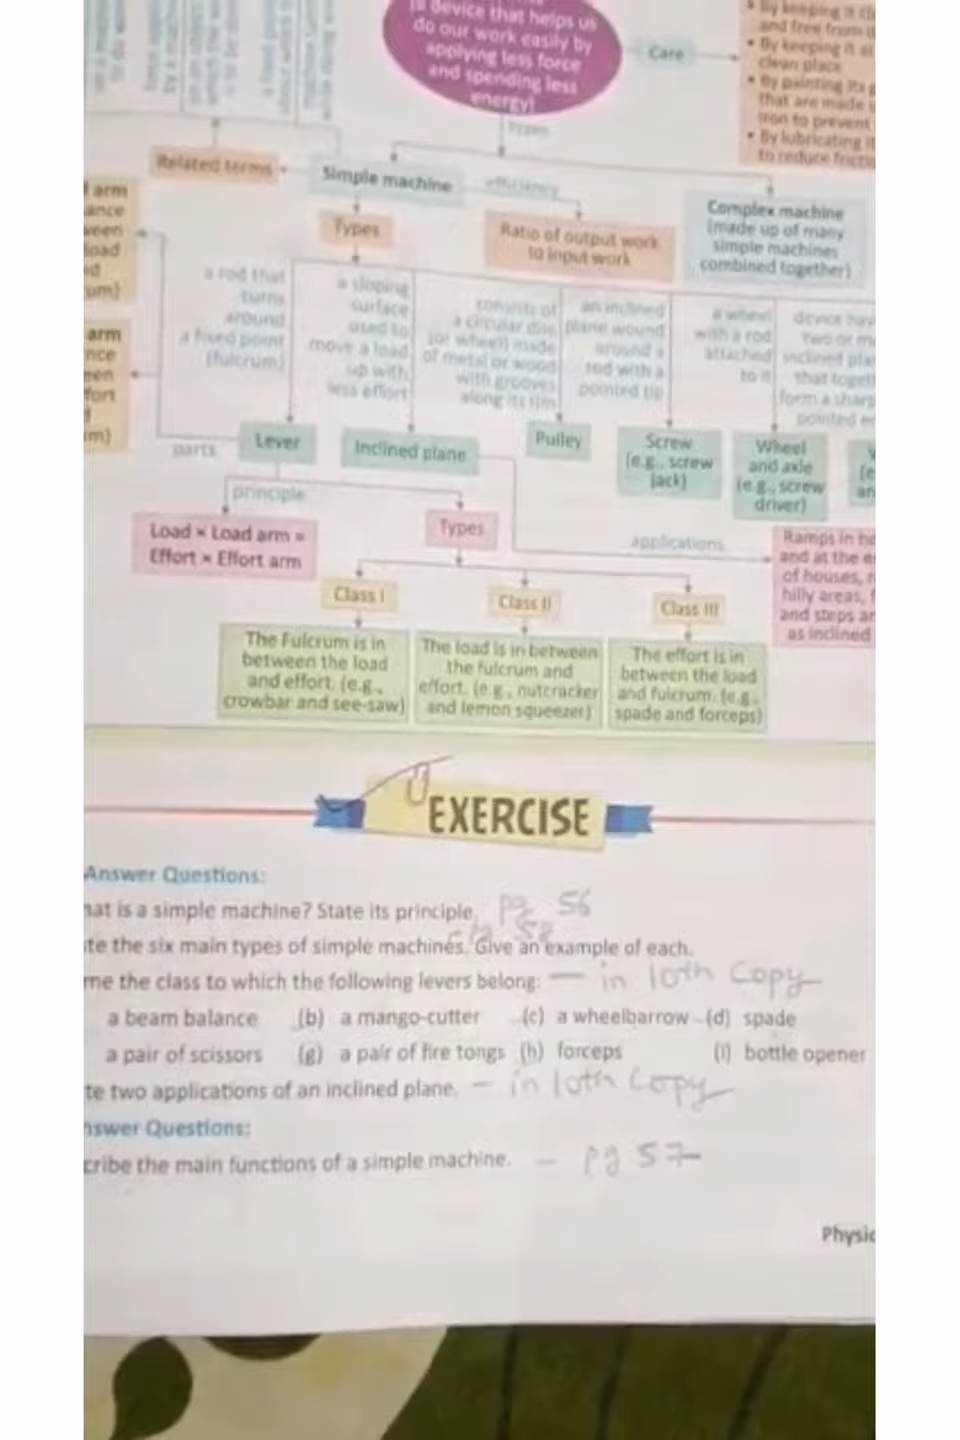 a device that helps us
do our work easily by
applying less force
and spending less
energy)
Care
By keeping it
and free from
• By keeping it
clean place
• By painting its
that are made
iron to prevent
• By lubricating
to reduce
Types
Related terms
Simple machine
efficiency
Types
Ratio of output work
to input work
Complex machine
(made up of many
simple machines
combined together)
arm
load
arm
a rod that
turns
around
a fixed point
(fulcrum)
a sloping
surface
used to
move a load
up with
less effort
consists of
a circular disc
(or wheel) made
of metal or wood
with grooves
along its rim
an inclined
plane wound
around a
rod with a
pointed tip
a wheel
with a rod
attached
to it
device
two or
inclined
that
form a sharp
pointed
parts
Lever
Inclined plane
Pulley
Screw
(e.g., screw
jack)
Wheel
and axle
(e.g., screw
driver)
principle
Load × Load arm =
Effort × Effort arm
Types
applications
Ramps in
and at the
of houses,
hilly areas,
and steps
as inclined
Class I
Class II
Class III
The Fulcrum is in
between the load
and effort. (e.g.,
crowbar and see-saw)
The load is in between
the fulcrum and
effort. (e.g., nutcracker
and lemon squeezer)
The effort is in
between the load
and fulcrum. (e.g.,
spade and forceps)
EXERCISE
Answer Questions:
hat is a simple machine? State its principle. pg 56
te the six main types of simple machines. Give an example of each.
me the class to which the following levers belong: — in 10th Copy
a beam balance (b) a mango-cutter (c) a wheelbarrow (d) spade
a pair of scissors (g) a pair of fire tongs (h) forceps (i) bottle opener
te two applications of an inclined plane. — in 10th Copy
nswer Questions:
cribe the main functions of a simple machine. — pg 57
Physic